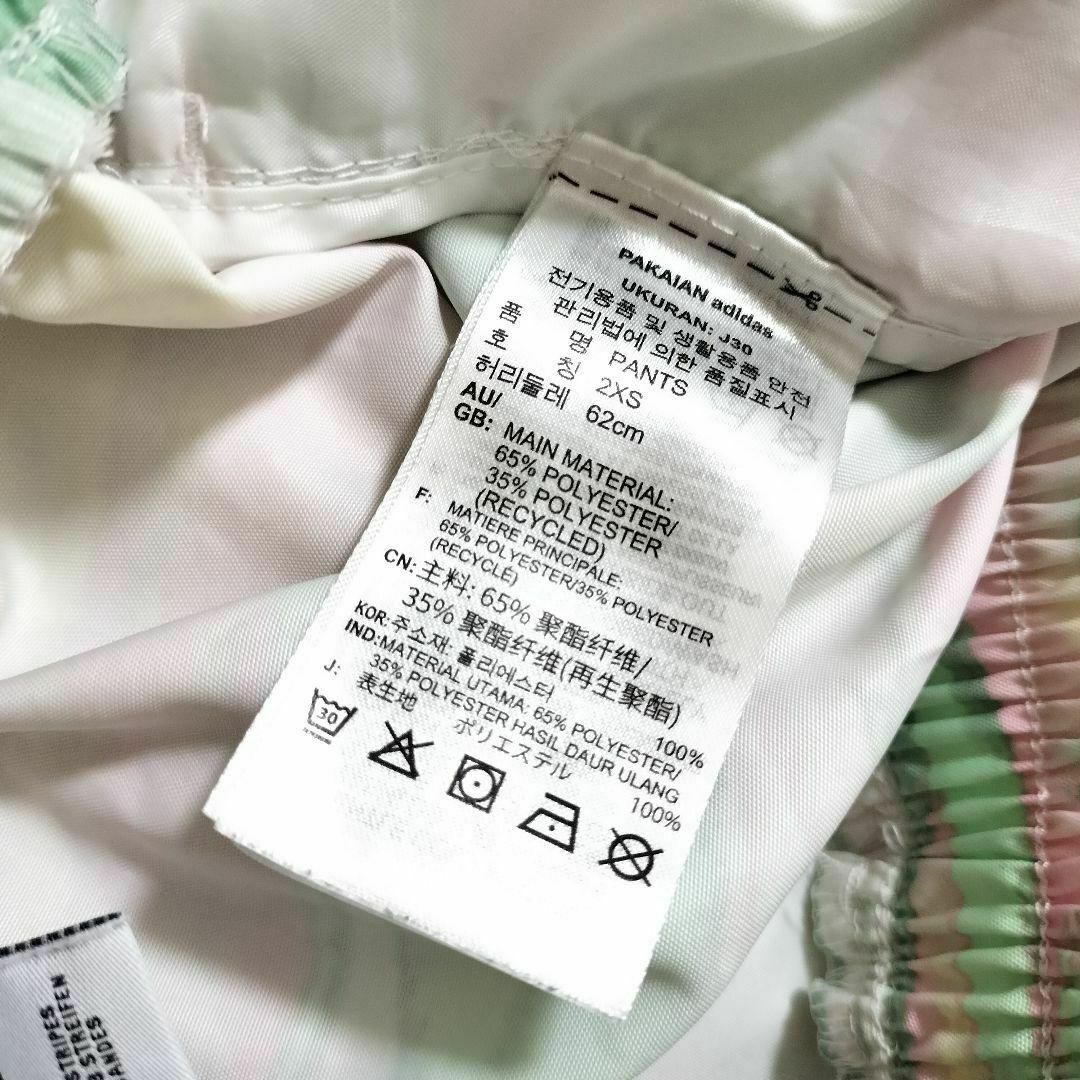 PAKAIAN adidas
UKURAN: J30
전기용품 및 생활용품 안전
관리법에 의한 품질표시
품 명 PANTS
호 칭 2XS
허리둘레 62cm
AU/
GB: MAIN MATERIAL:
65% POLYESTER/
35% POLYESTER
(RECYCLED)
F: MATIERE PRINCIPALE:
65% POLYESTER/35% POLYESTER
(RECYCLÉ)
CN: 主料: 65% 聚酯纤维/
35% 聚酯纤维(再生聚酯)
KOR: 주소재: 폴리에스터 100%
IND: MATERIAL UTAMA: 65% POLYESTER/
35% POLYESTER HASIL DAUR ULANG
J: 表生地 ポリエステル 100%
30
STRIPES
STREIFEN
BANDES